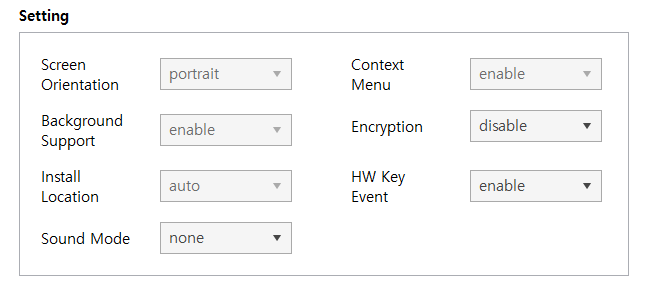 Setting
Screen
Orientation
portrait
Context
Menu
enable
Background
Support
enable
Encryption
disable
Install
Location
auto
HW Key
Event
enable
Sound Mode
none